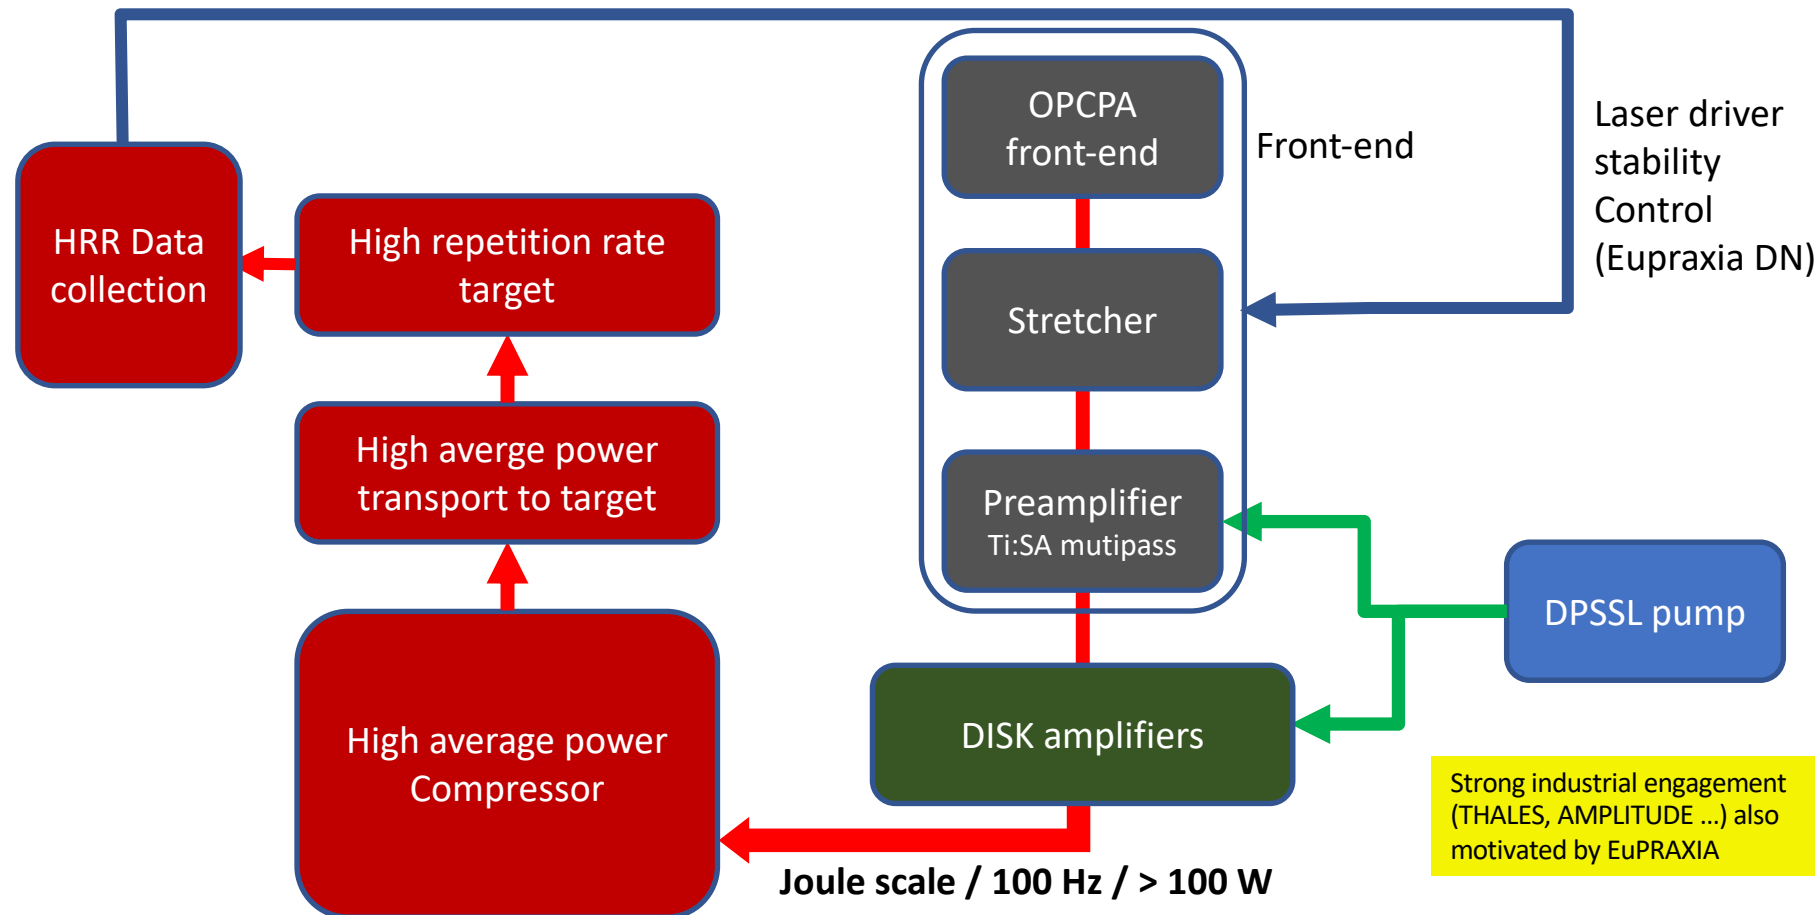 OPCPA
front-end
Front-end
Laser driver
stability
Control
(Eupraxia DN)
HRR Data
collection
High repetition rate
target
Stretcher
High averge power
transport to target
Preamplifier
Ti:SA mutipass
DPSSL pump
High average power
Compressor
DISK amplifiers
Strong industrial engagement
(THALES, AMPLITUDE ...) also
motivated by EuPRAXIA
Joule scale / 100 Hz / > 100 W